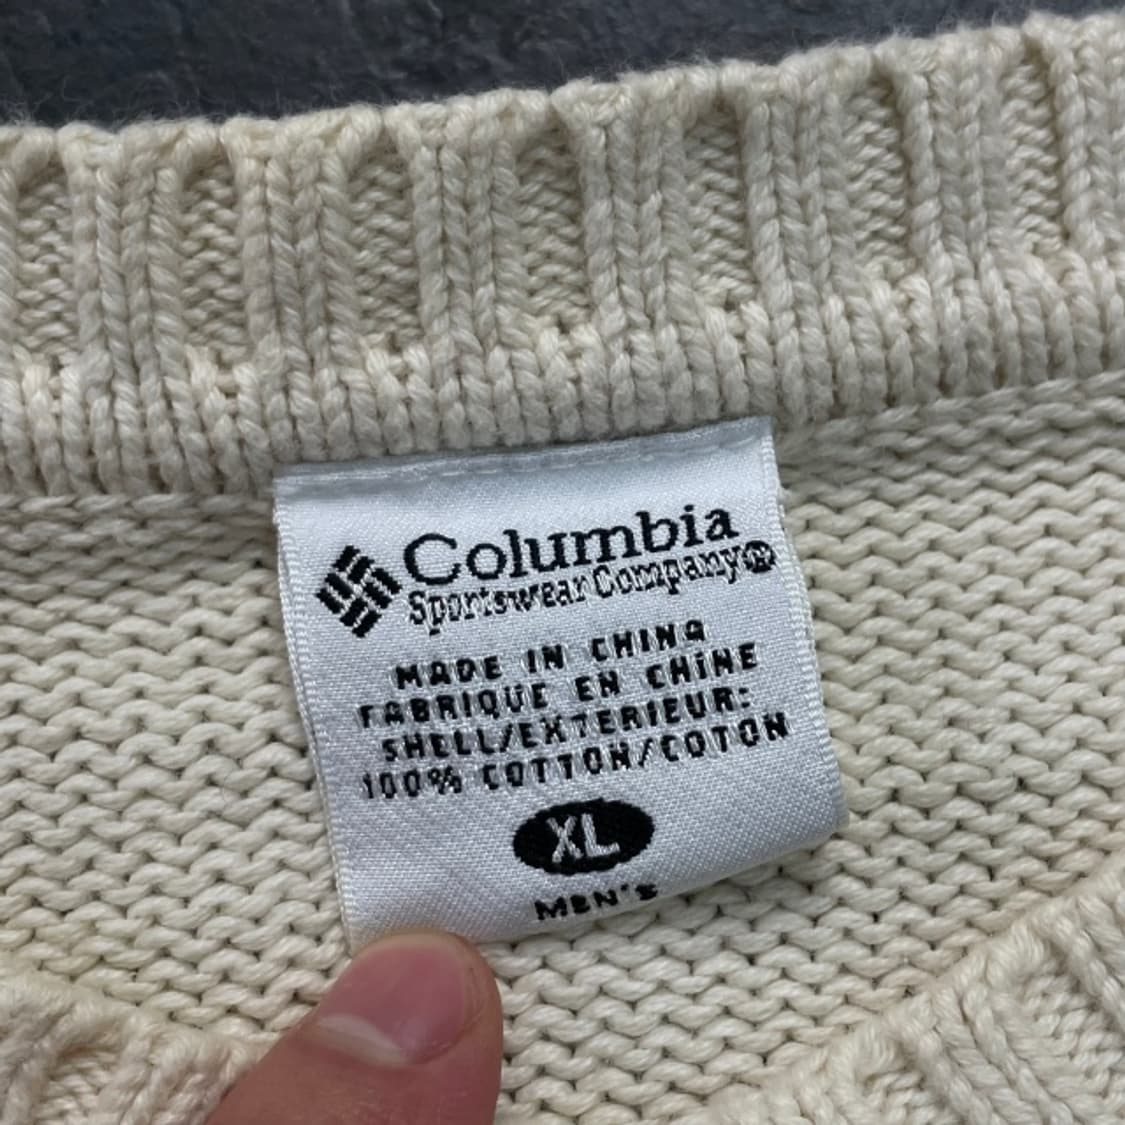 Columbia
Sportswear Company®
MADE IN CHINA
FABRIQUE EN CHINE
SHELL/EXTERIEUR:
100% COTTON/COTON
XL
MEN'S